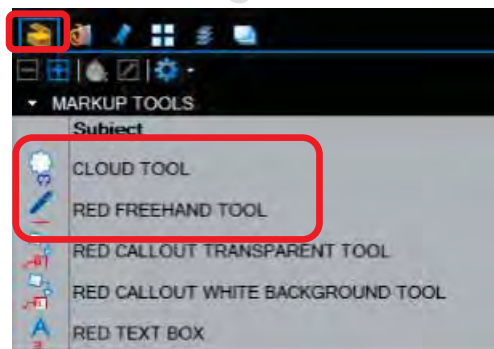 MARKUP TOOLS
Subject
CLOUD TOOL
RED FREEHAND TOOL
RED CALLOUT TRANSPARENT TOOL
RED CALLOUT WHITE BACKGROUND TOOL
RED TEXT BOX